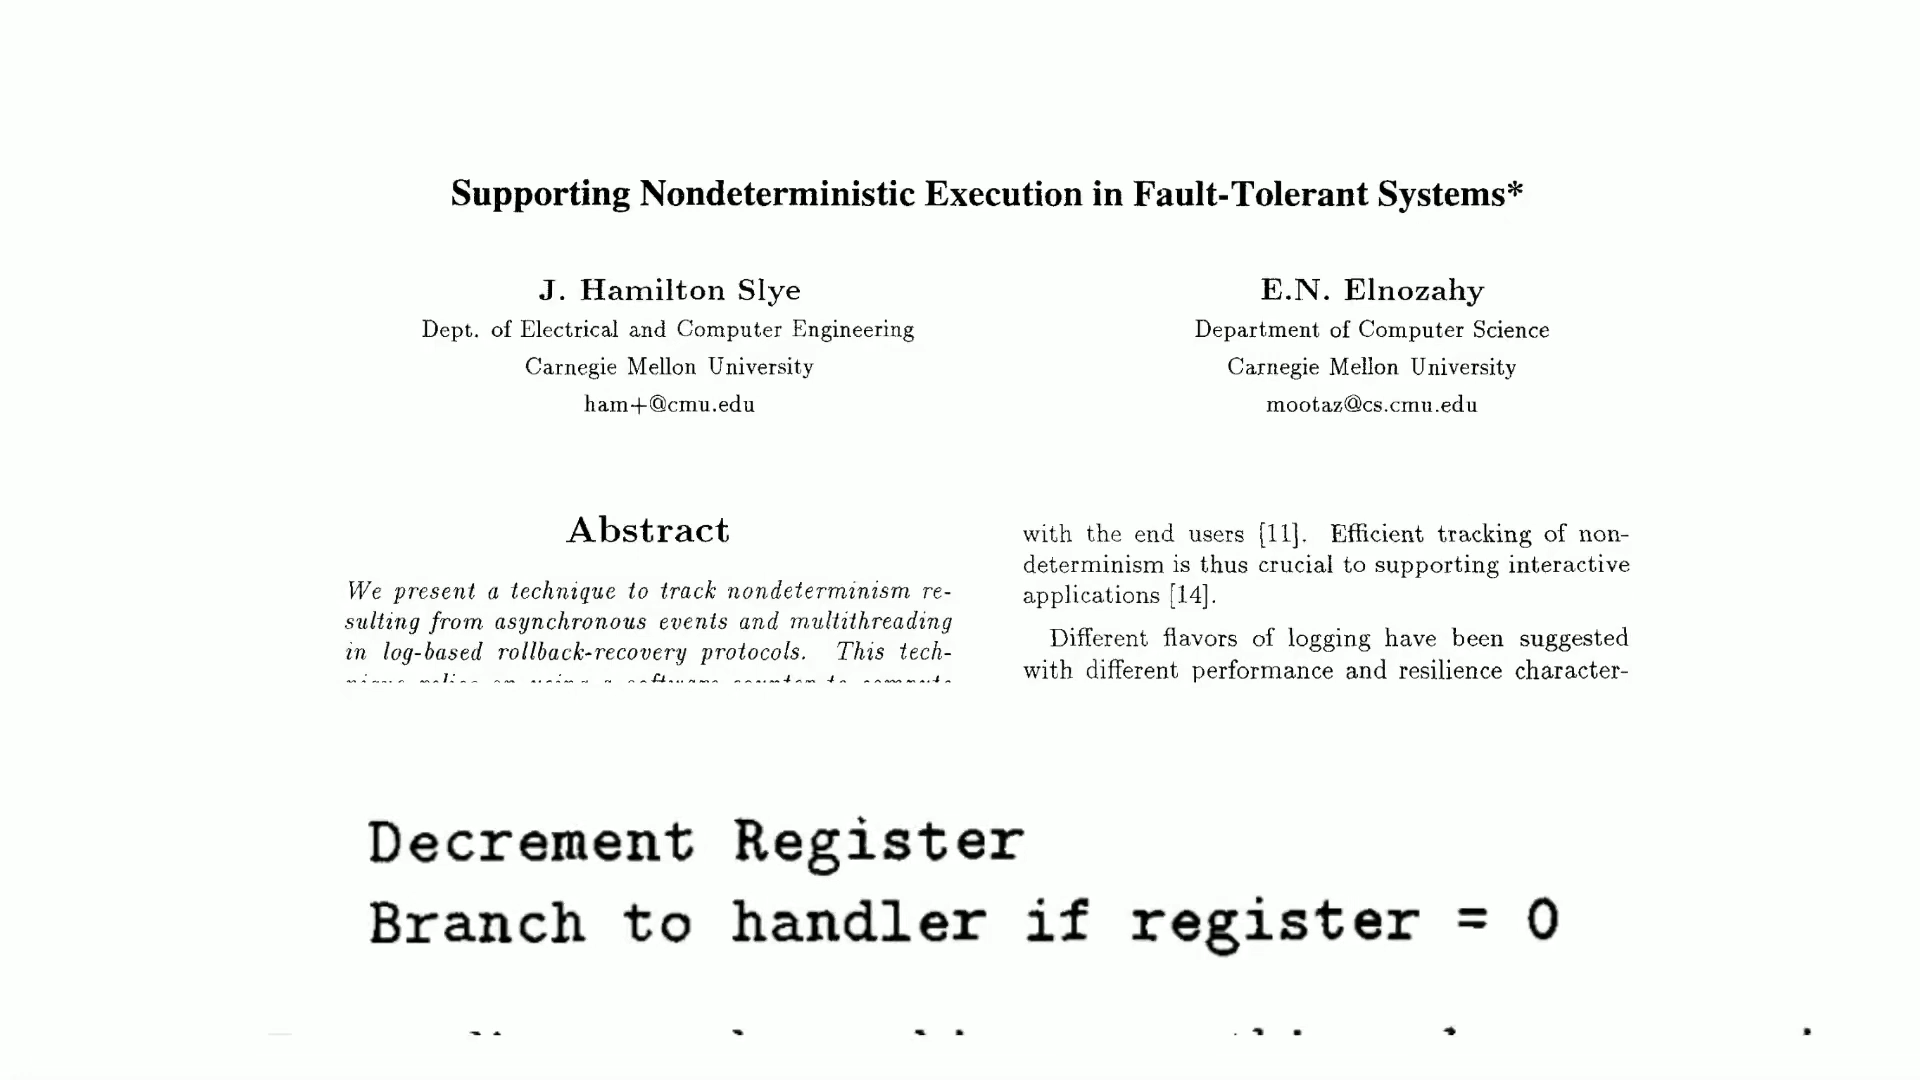 Supporting Nondeterministic Execution in Fault-Tolerant Systems*
J. Hamilton Slye
Dept. of Electrical and Computer Engineering
Carnegie Mellon University
ham+@cmu.edu
E.N. Elnozahy
Department of Computer Science
Carnegie Mellon University
mootaz@cs.cmu.edu
Abstract
We present a technique to track nondeterminism re-
sulting from asynchronous events and multithreading
in log-based rollback-recovery protocols. This tech-
with the end users [11]. Efficient tracking of non-
determinism is thus crucial to supporting interactive
applications [14].
Different flavors of logging have been suggested
with different performance and resilience character-
Decrement Register
Branch to handler if register = 0